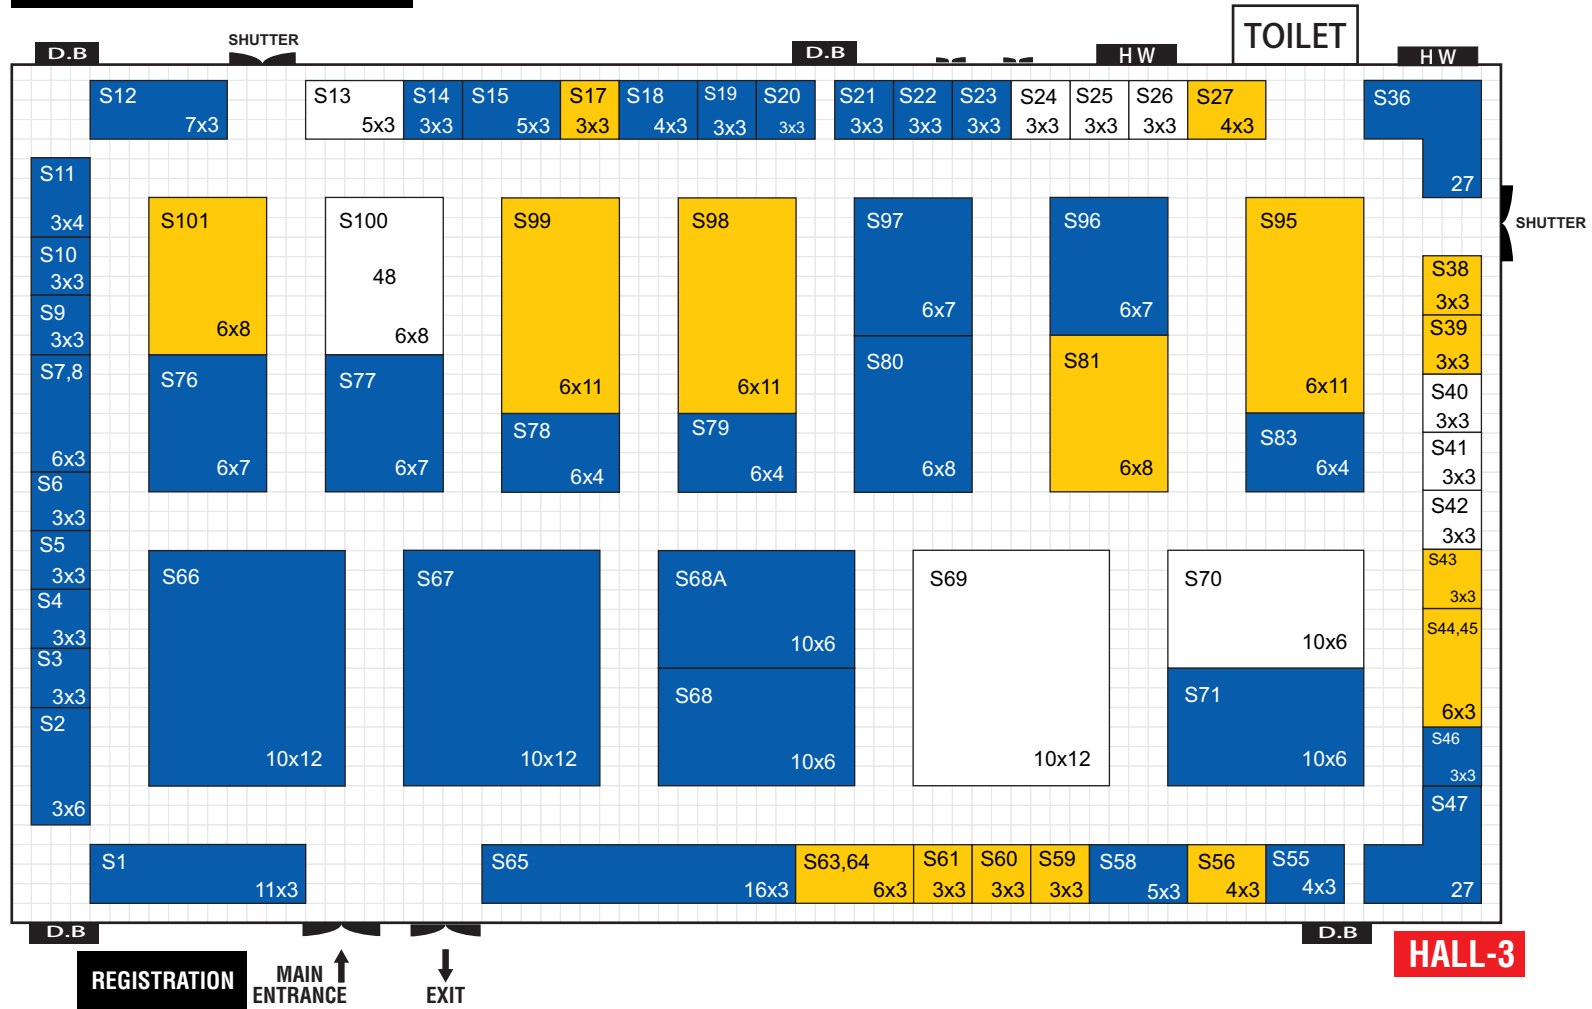 TOILET
SHUTTER
D.B
D.B
H W
H W
S12
7x3
S13
5x3
S14
3x3
S15
5x3
S17
3x3
S18
4x3
S19
3x3
S20
3x3
S21
3x3
S22
3x3
S23
3x3
S24
3x3
S25
3x3
S26
3x3
S27
4x3
S36
27
SHUTTER
S11
3x4
S10
3x3
S9
3x3
S7,8
6x3
S6
3x3
S5
3x3
S4
3x3
S3
3x3
S2
3x6
S101
6x8
S100
48
6x8
S99
6x11
S98
6x11
S97
6x7
S96
6x7
S95
6x11
S76
6x7
S77
6x7
S78
6x4
S79
6x4
S80
6x8
S81
6x8
S83
6x4
S38
3x3
S39
3x3
S40
3x3
S41
3x3
S42
3x3
S43
3x3
S44,45
6x3
S46
3x3
S47
27
S66
10x12
S67
10x12
S68A
10x6
S68
10x6
S69
10x12
S70
10x6
S71
10x6
S1
11x3
S65
16x3
S63,64
6x3
S61
3x3
S60
3x3
S59
3x3
S58
5x3
S56
4x3
S55
4x3
D.B
D.B
HALL-3
REGISTRATION
MAIN
ENTRANCE
EXIT